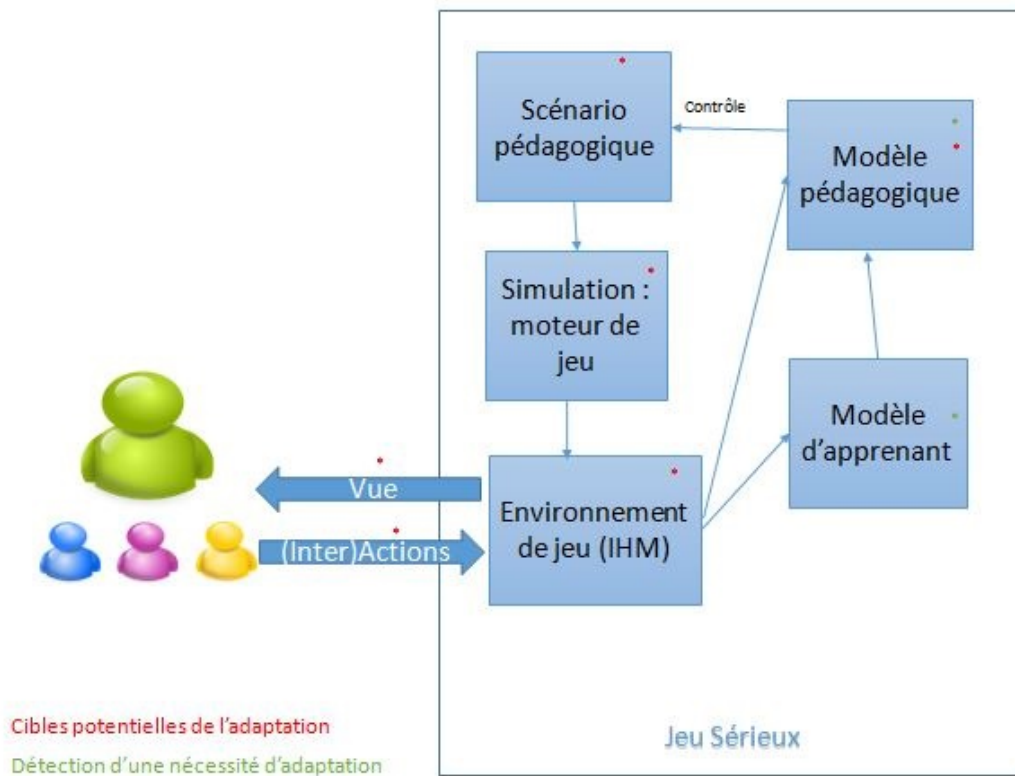 Scénario
pédagogique
Contrôle
Modèle
pédagogique
Simulation :
moteur de
jeu
Modèle
d'apprenant
Vue
(Inter)Actions
Environnement
de jeu (IHM)
Cibles potentielles de l'adaptation
Détection d'une nécessité d'adaptation
Jeu Sérieux